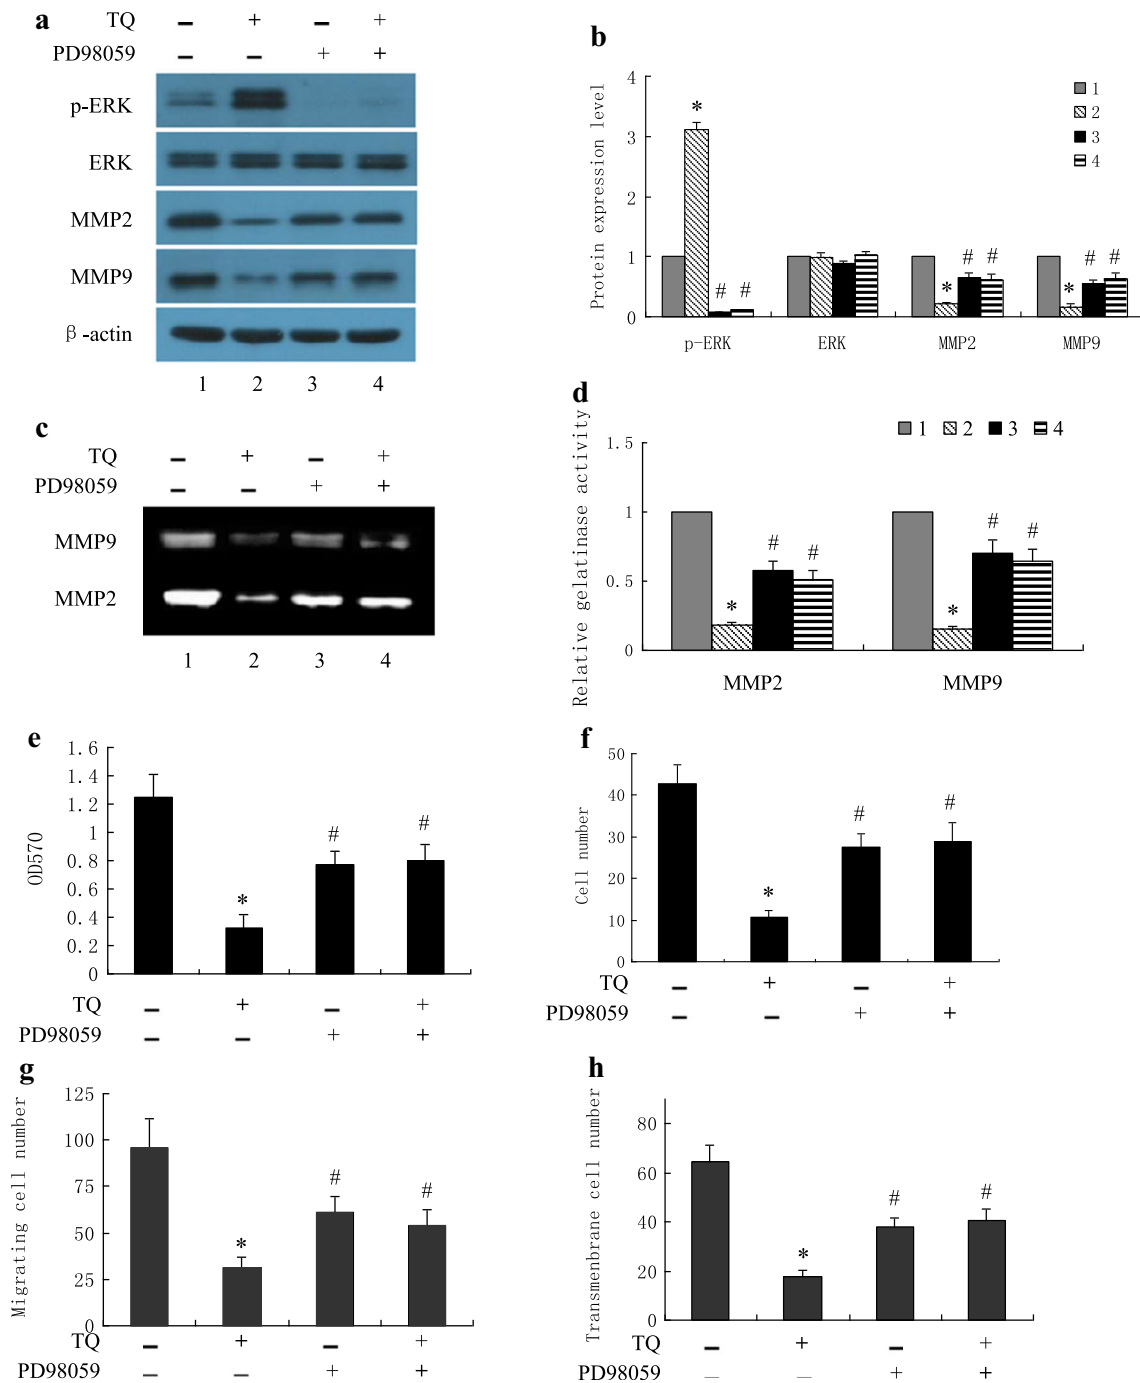 a
TQ – + – +
PD98059 – – + +
p-ERK
ERK
MMP2
MMP9
β-actin
1 2 3 4
b
Protein expression level
4
3
2
1
0
*
# #
*
# #
*
# #
p-ERK ERK MMP2 MMP9
1
2
3
4
c
TQ – + – +
PD98059 – – + +
MMP9
MMP2
1 2 3 4
d
Relative gelatinase activity
1 2 3 4
1.5
1
0.5
0
*
# #
*
# #
MMP2 MMP9
e
OD570
1.6
1.4
1.2
1
0.8
0.6
0.4
0.2
0
* # #
TQ – + – +
PD98059 – – + +
f
Cell number
50
40
30
20
10
0
* # #
TQ – + – +
PD98059 – – + +
g
Migrating cell number
125
100
75
50
25
0
* # #
TQ – + – +
PD98059 – – + +
h
Transmenbrane cell number
80
60
40
20
0
* # #
TQ – + – +
PD98059 – – + +